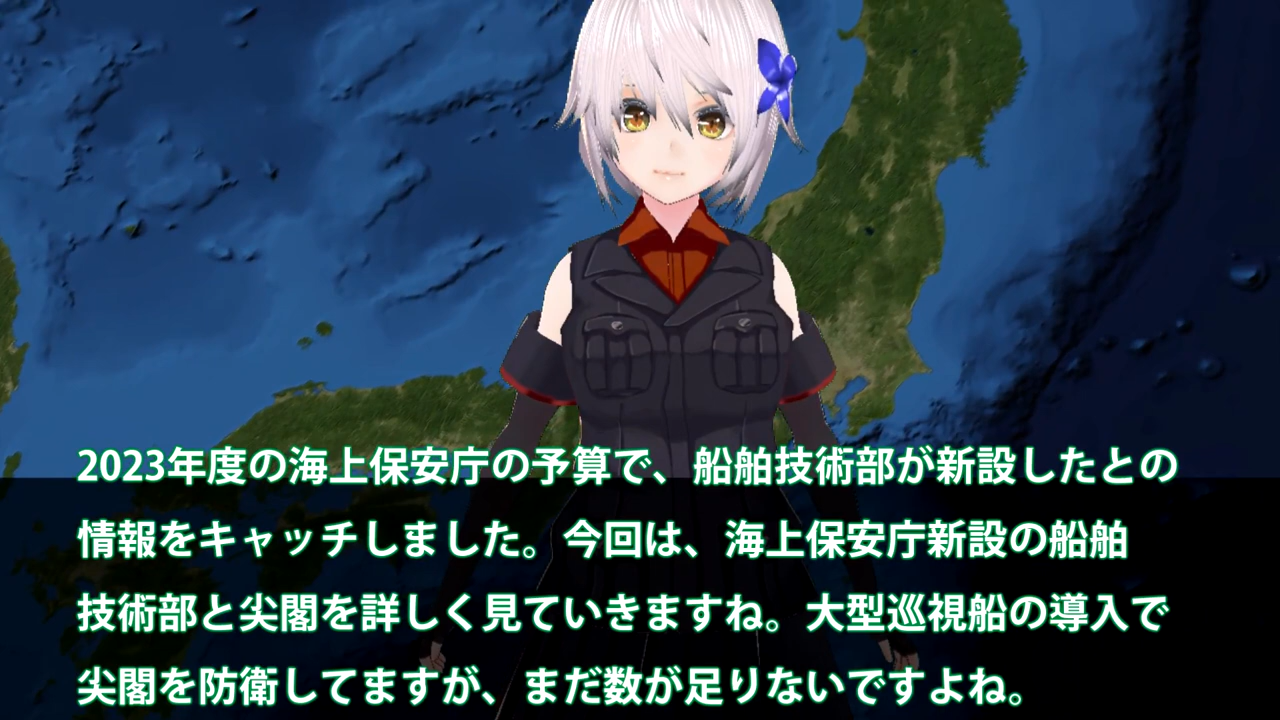 2023年度の海上保安庁の予算で、船舶技術部が新設したとの
情報をキャッチしました。今回は、海上保安庁新設の船舶
技術部と尖閣を詳しく見ていきますね。大型巡視船の導入で
尖閣を防衛してますが、まだ数が足りないですよね。